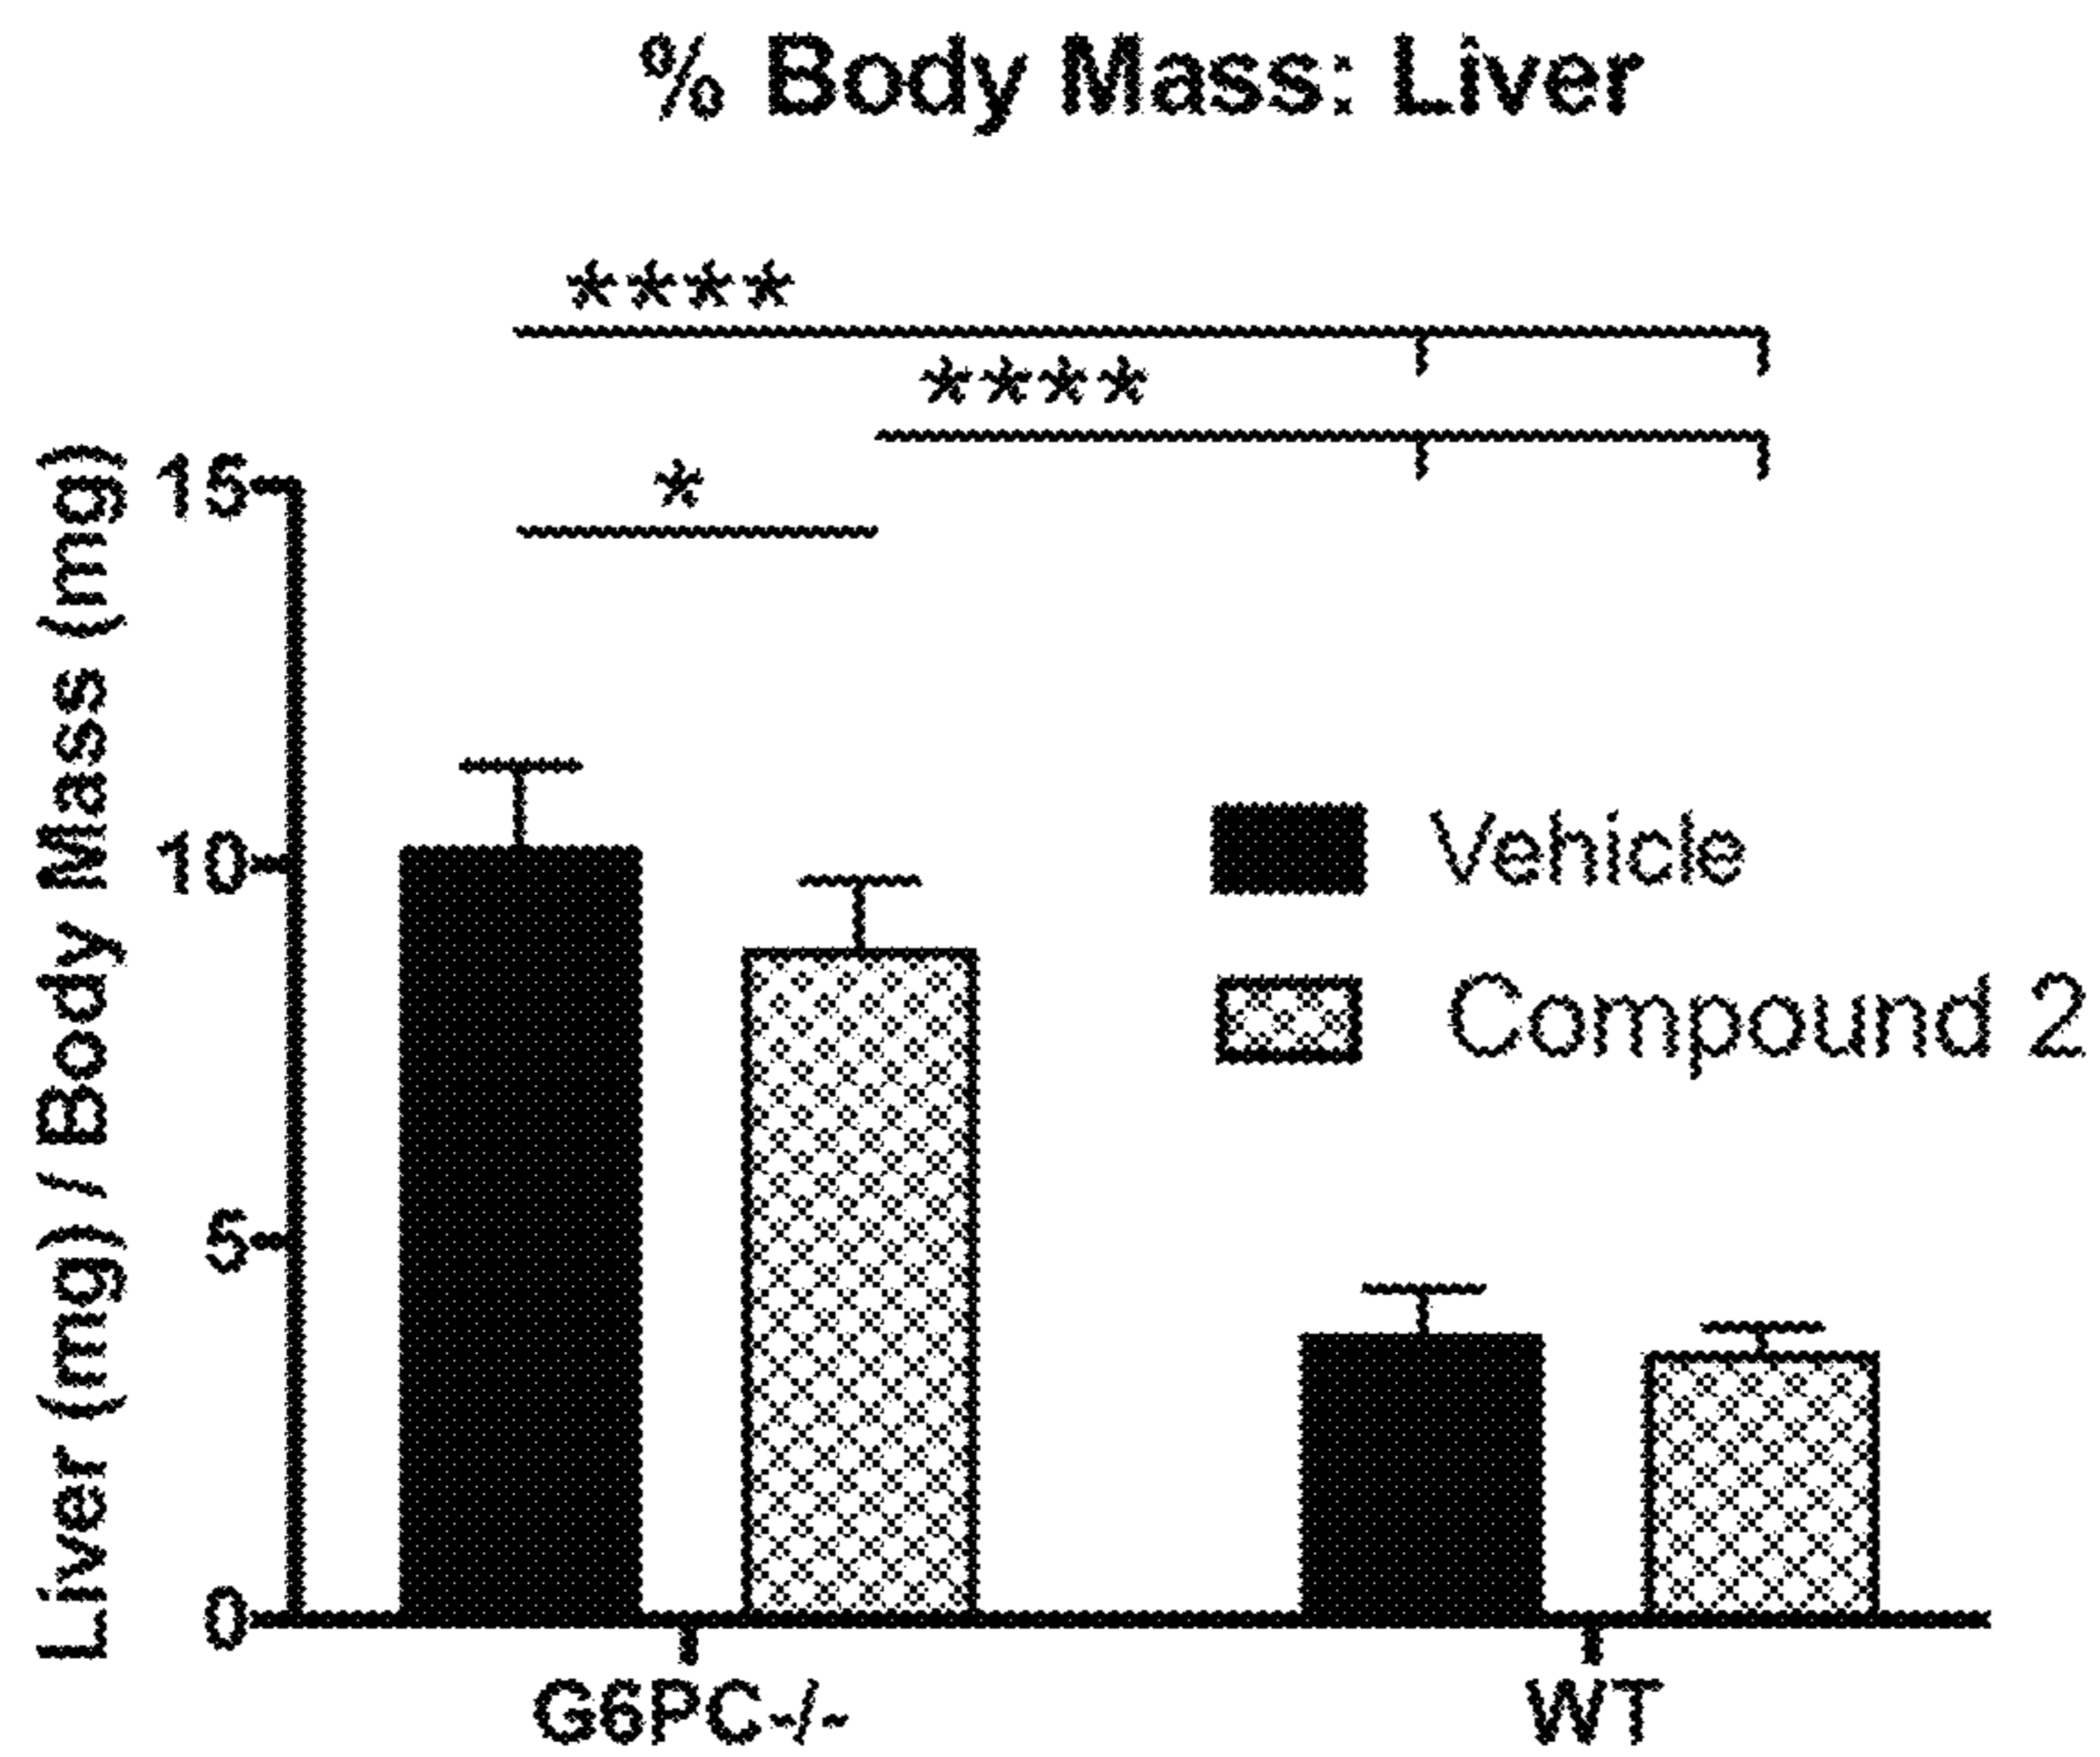 % Body Mass: Liver
****
****
*
Liver (mg) / Body Mass (mg)
15
10
5
0
Vehicle
Compound 2
G6PC-/-
WT